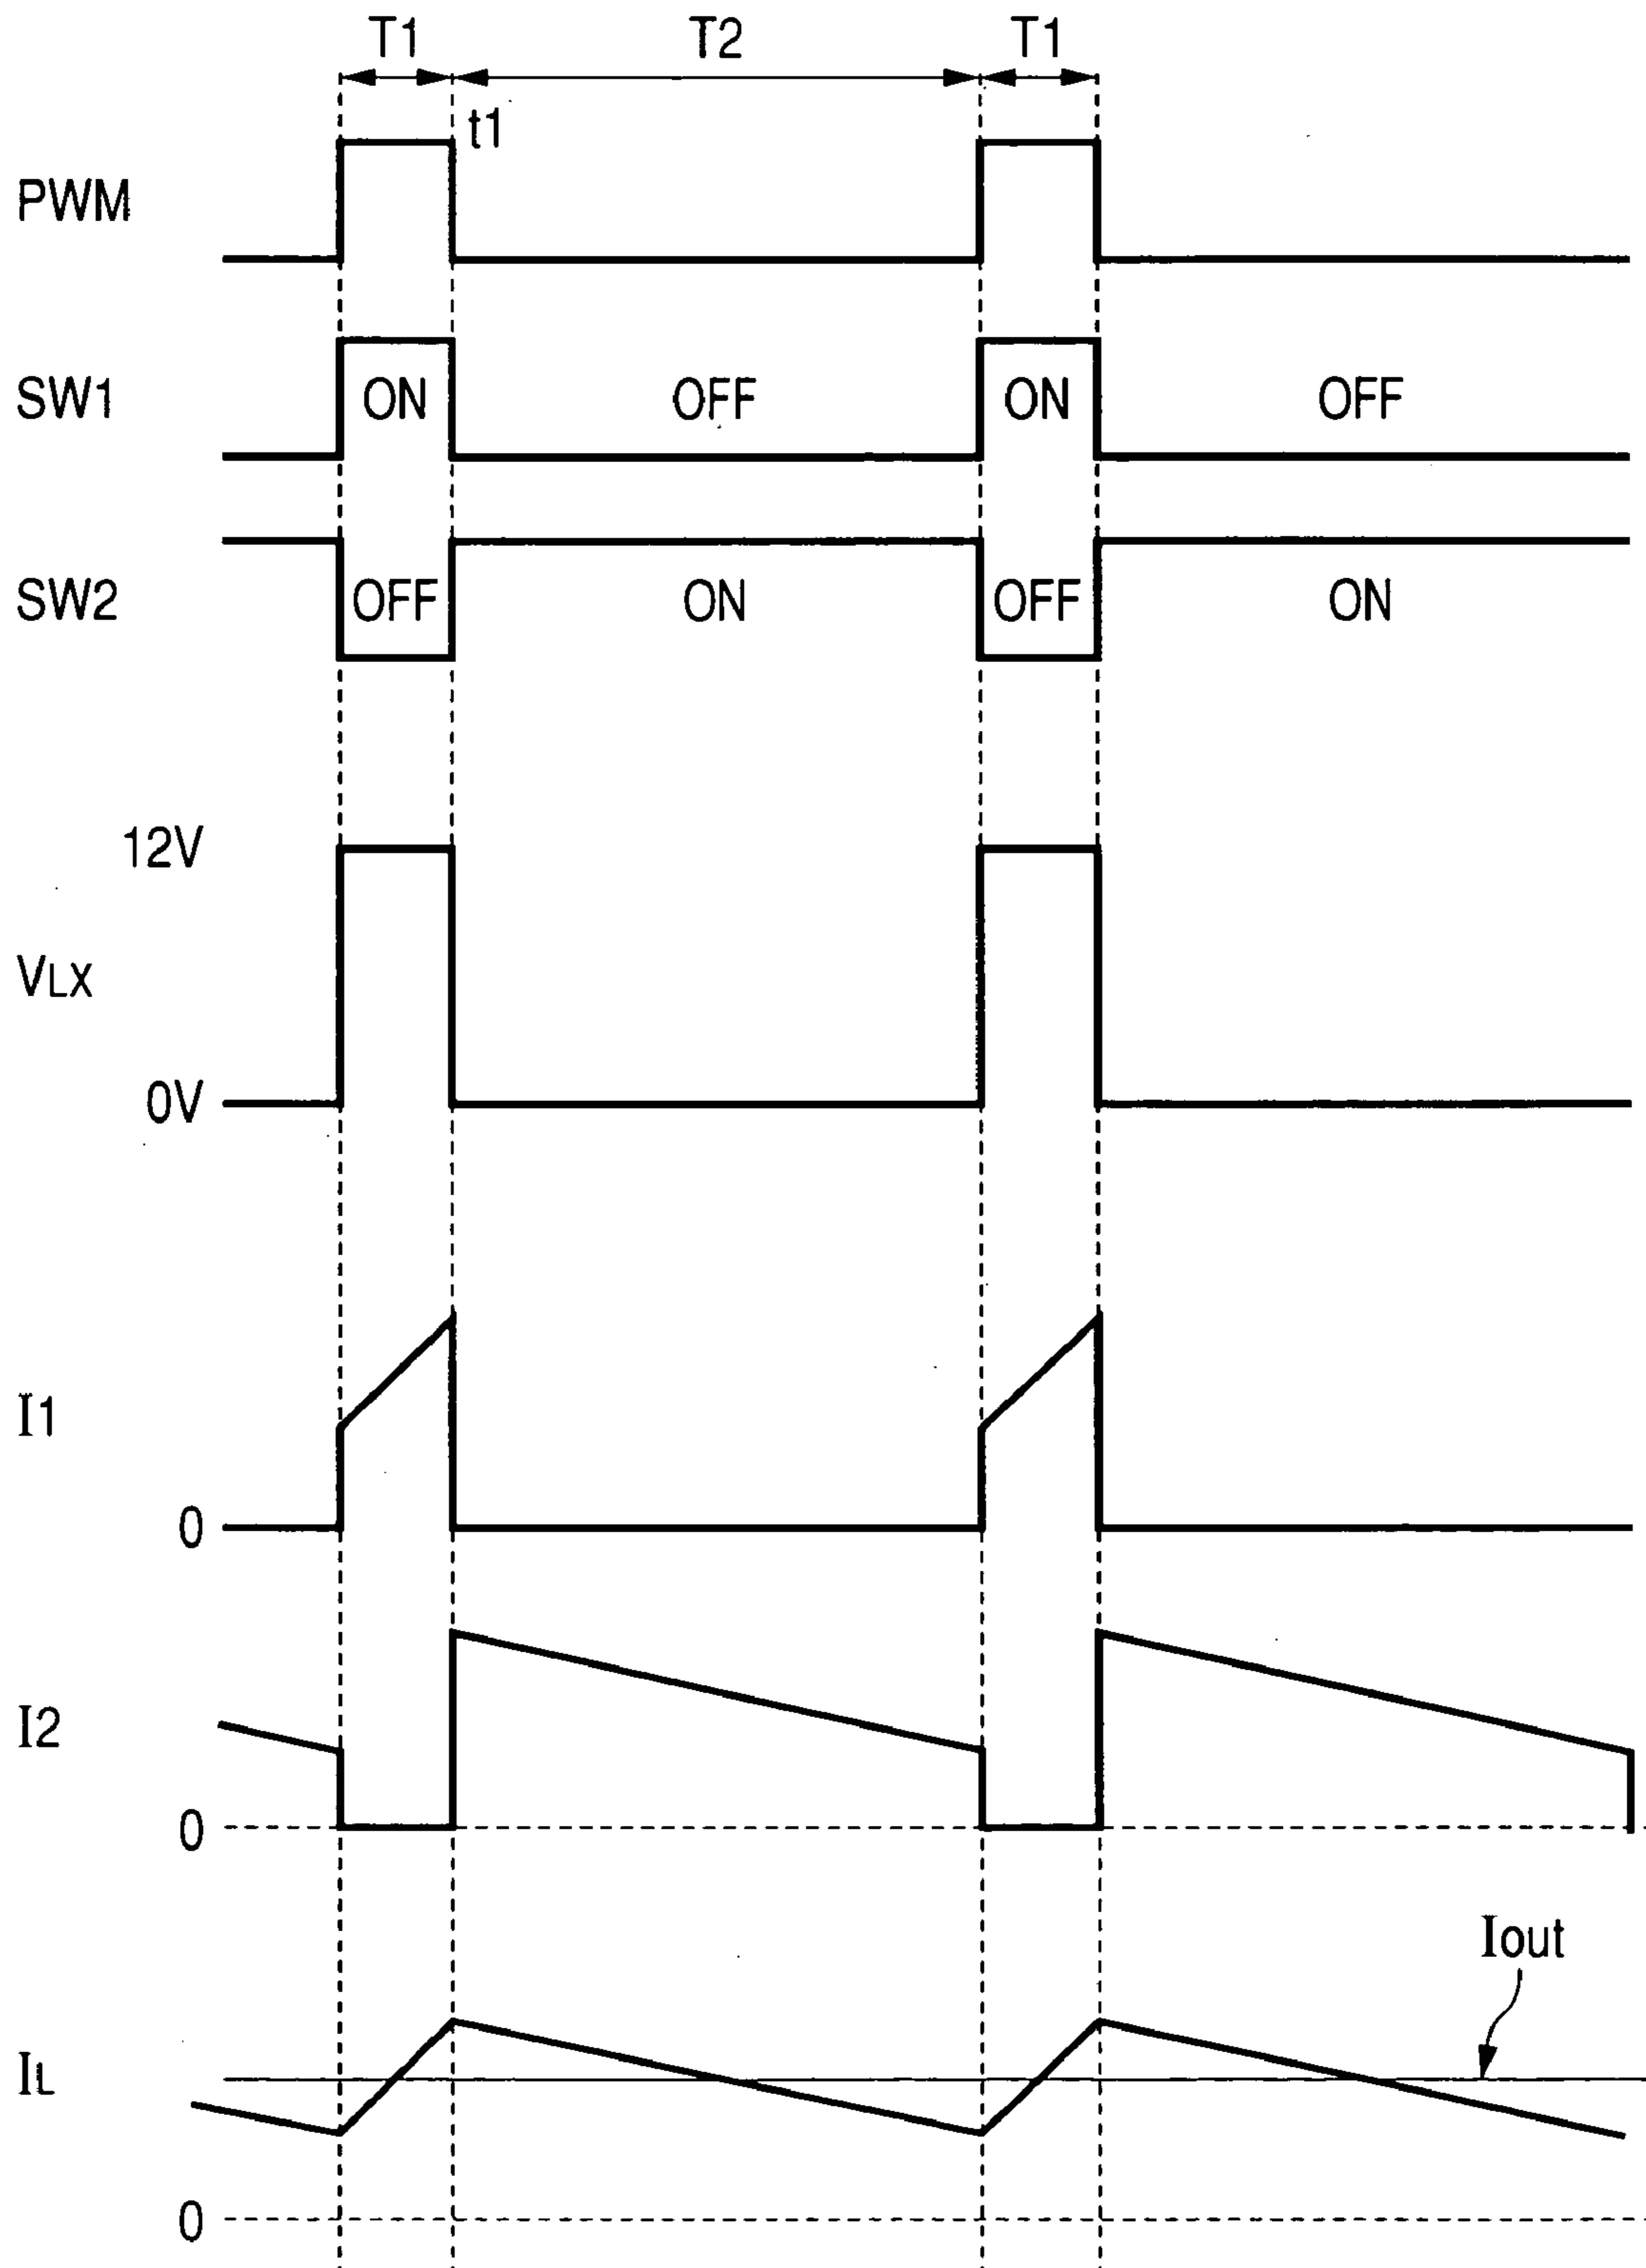 T1 T2 T1
t1
PWM
SW1 ON OFF ON OFF
SW2 OFF ON OFF ON
12V
VLX
0V
I1
0
I2
0
Iout
IL
0